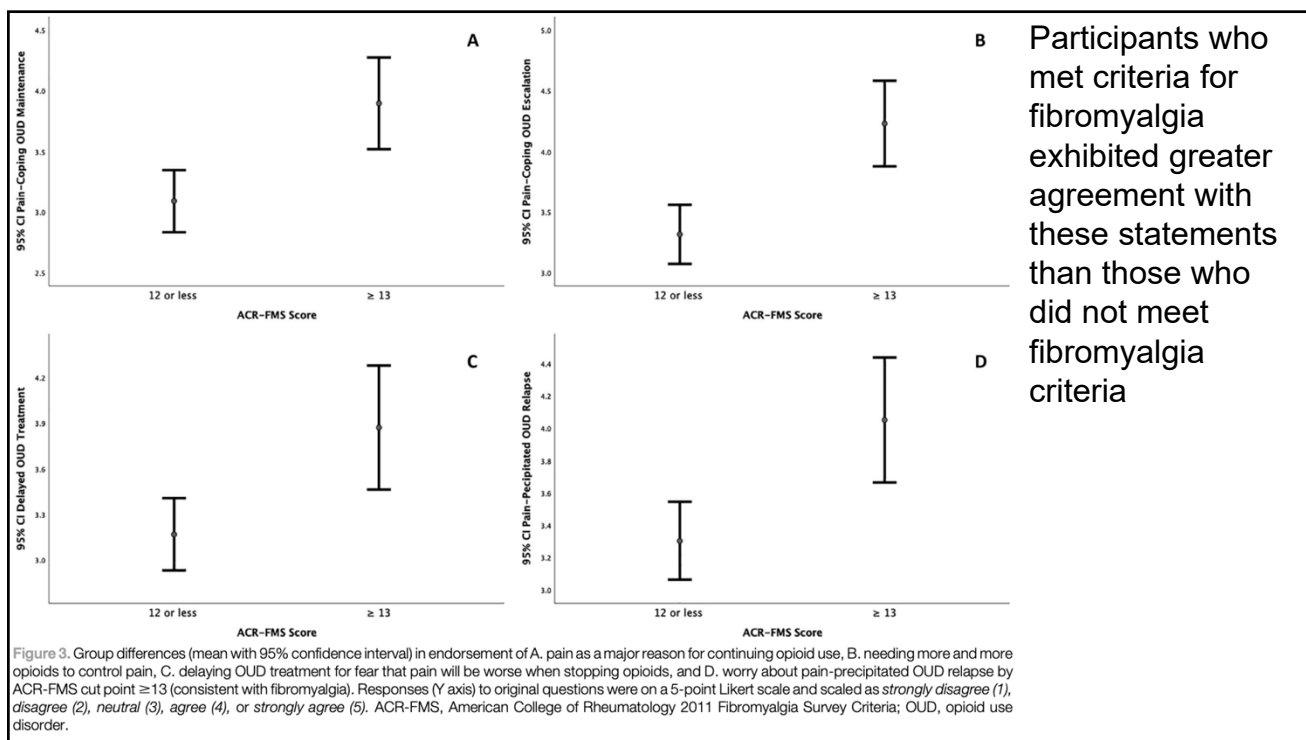 4.5
4.0
3.5
3.0
2.5
95% CI Pain-Coping OUD Maintenance
A
12 or less
≥ 13
ACR-FMS Score
5.0
4.5
4.0
3.5
3.0
95% CI Pain-Coping OUD Escalation
B
12 or less
≥ 13
ACR-FMS Score
4.2
3.9
3.6
3.3
3.0
95% CI Delayed OUD Treatment
C
12 or less
≥ 13
ACR-FMS Score
4.4
4.2
4.0
3.8
3.6
3.4
3.2
3.0
95% CI Pain-Pecipitated OUD Relapse
D
12 or less
≥ 13
ACR-FMS Score
Figure 3. Group differences (mean with 95% confidence interval) in endorsement of A. pain as a major reason for continuing opioid use, B. needing more and more
opioids to control pain, C. delaying OUD treatment for fear that pain will be worse when stopping opioids, and D. worry about pain-precipitated OUD relapse by
ACR-FMS cut point ≥13 (consistent with fibromyalgia). Responses (Y axis) to original questions were on a 5-point Likert scale and scaled as strongly disagree (1),
disagree (2), neutral (3), agree (4), or strongly agree (5). ACR-FMS, American College of Rheumatology 2011 Fibromyalgia Survey Criteria; OUD, opioid use
disorder.
Participants who
met criteria for
fibromyalgia
exhibited greater
agreement with
these statements
than those who
did not meet
fibromyalgia
criteria